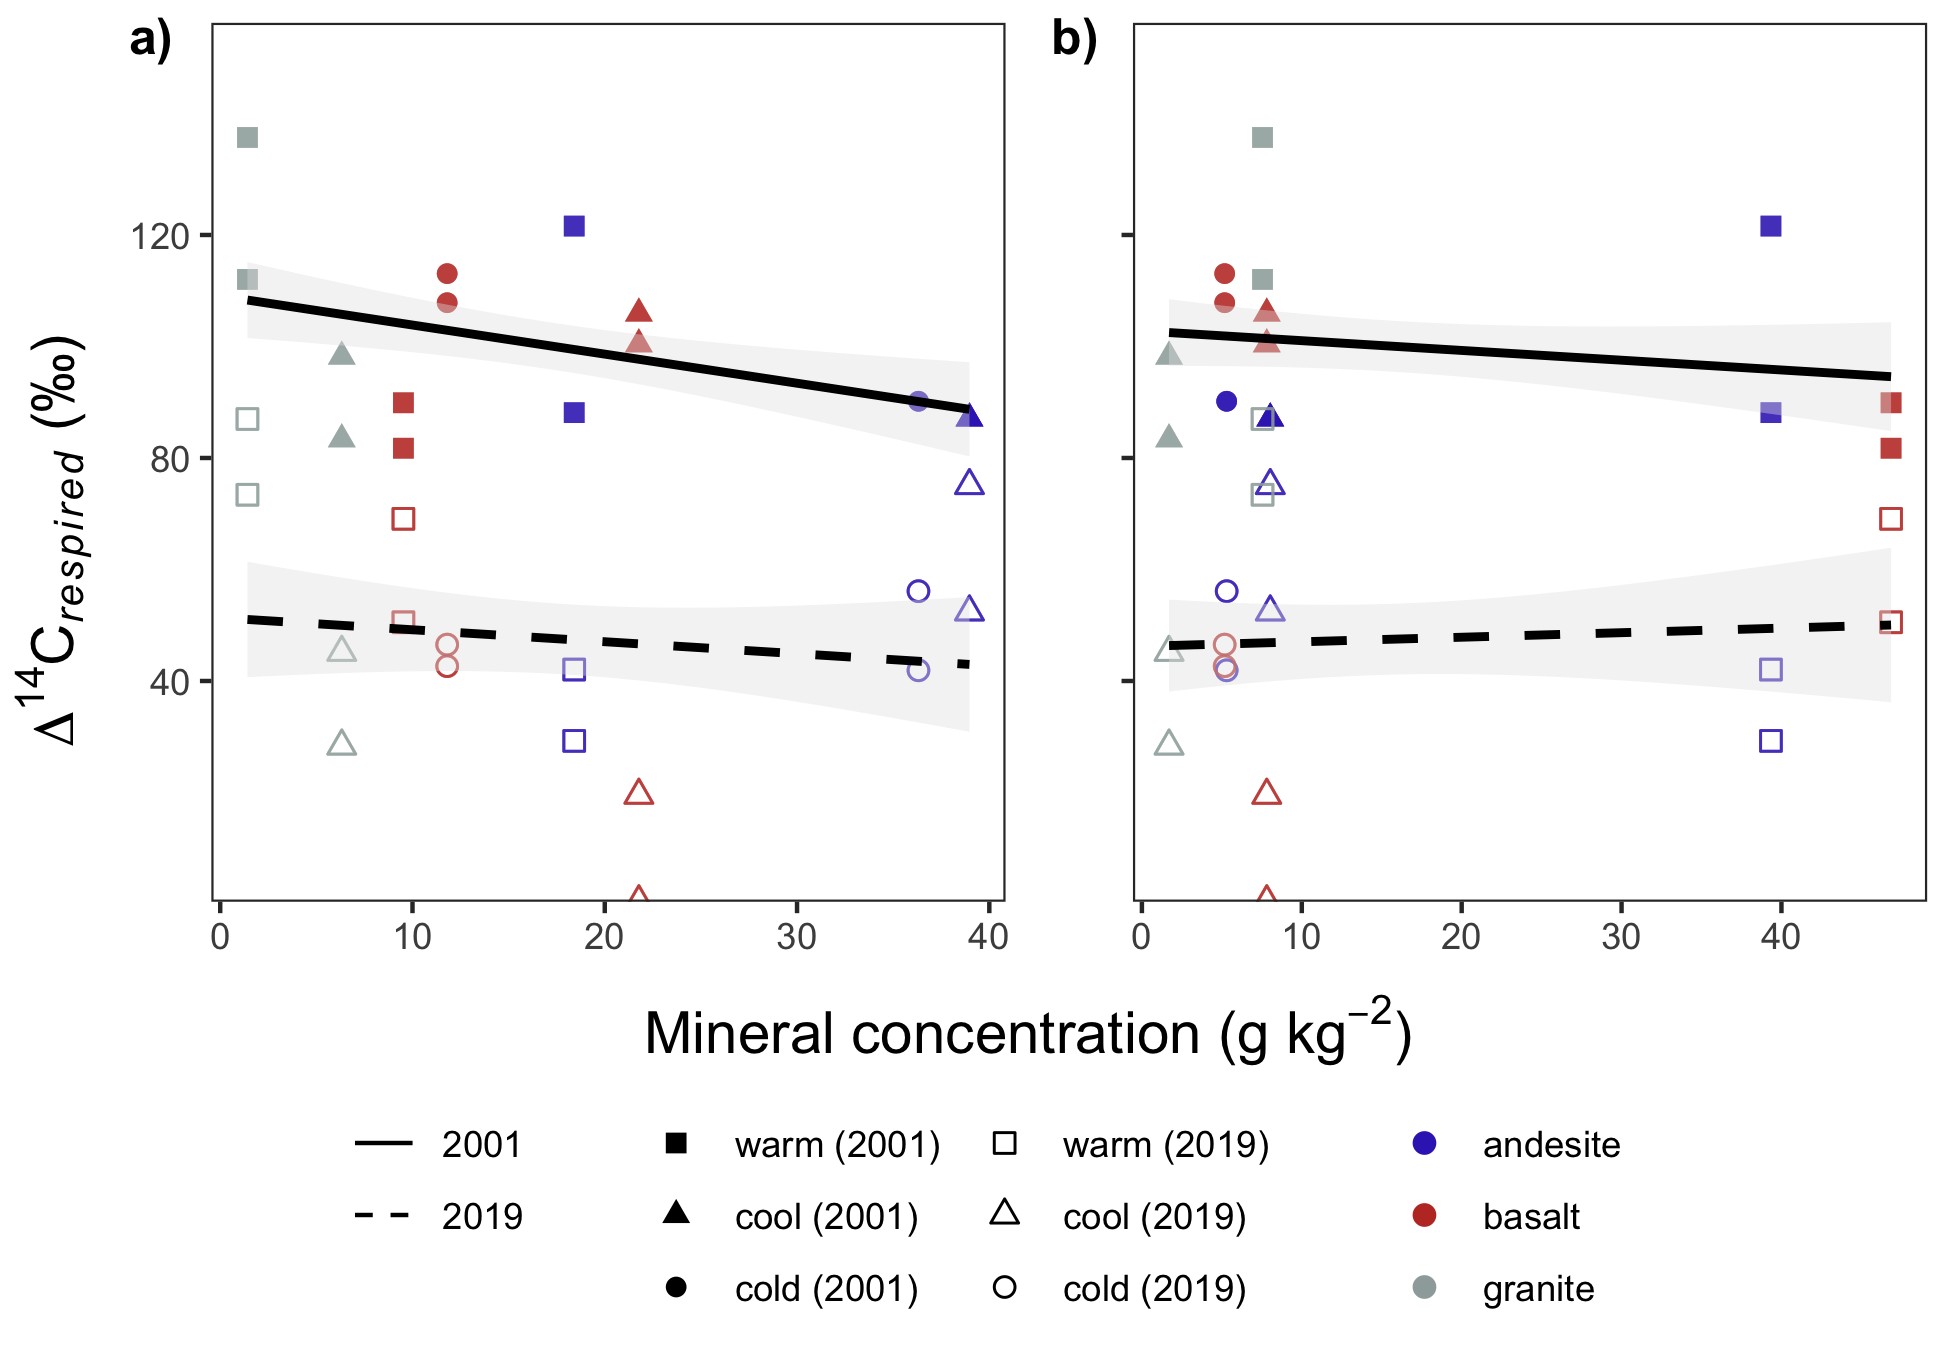 a)
b)
120
80
40
Δ¹⁴Crespired (‰)
0 10 20 30 40
0 10 20 30 40
Mineral concentration (g kg⁻²)
2001
warm (2001)
warm (2019)
andesite
2019
cool (2001)
cool (2019)
basalt
cold (2001)
cold (2019)
granite